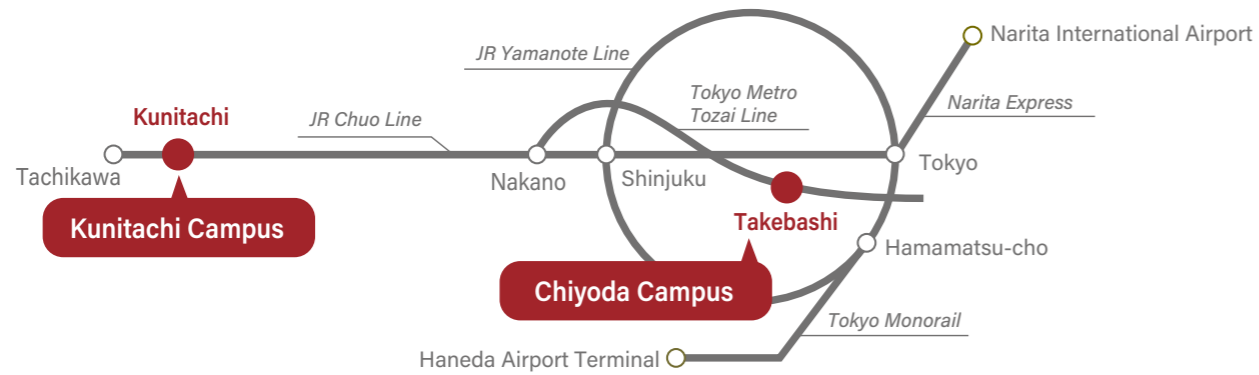 Narita International Airport
JR Yamanote Line
Tokyo Metro
Tozai Line
Narita Express
Kunitachi
JR Chuo Line
Tachikawa
Nakano
Shinjuku
Tokyo
Kunitachi Campus
Takebashi
Hamamatsu-cho
Chiyoda Campus
Tokyo Monorail
Haneda Airport Terminal